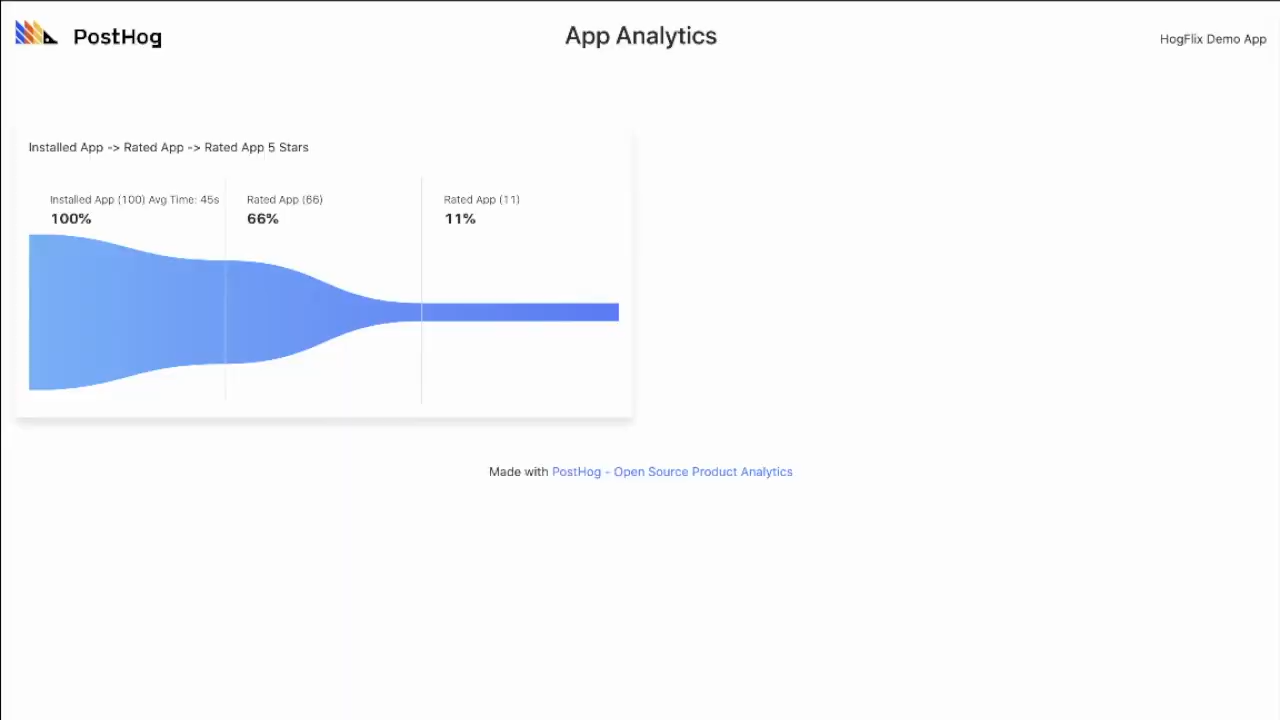 PostHog
App Analytics
HogFlix Demo App
Installed App -> Rated App -> Rated App 5 Stars
Installed App (100) Avg Time: 45s
100%
Rated App (66)
66%
Rated App (11)
11%
Made with PostHog - Open Source Product Analytics